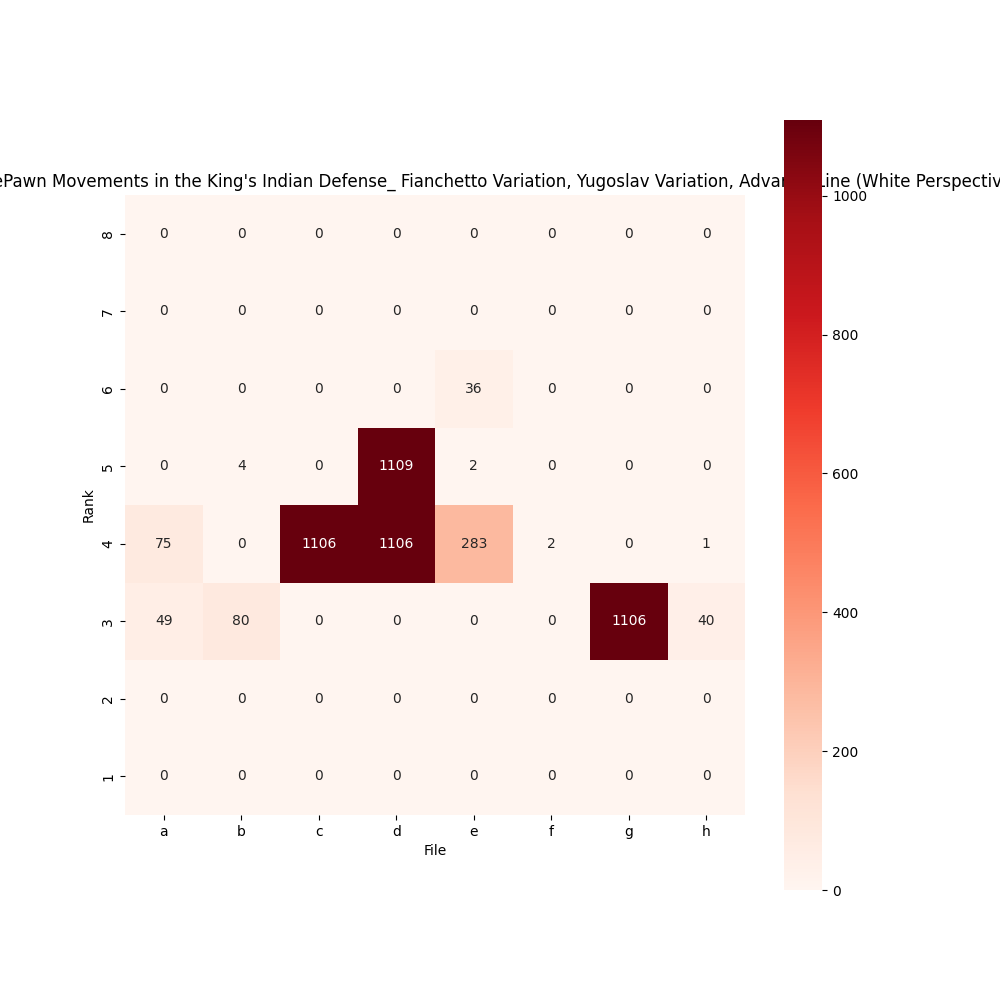 ePawn Movements in the King's Indian Defense_ Fianchetto Variation, Yugoslav Variation, Line (White Perspectiv
1000
8 0 0 0 0 0 0 0 0
7 0 0 0 0 0 0 0 0
800
6 0 0 0 0 36 0 0 0
5 0 4 0 1109 2 0 0 0
600
Rank
4 75 0 1106 1106 283 2 0 1
400
3 49 80 0 0 0 0 1106 40
2 0 0 0 0 0 0 0 0
200
1 0 0 0 0 0 0 0 0
a b c d e f g h
File
0